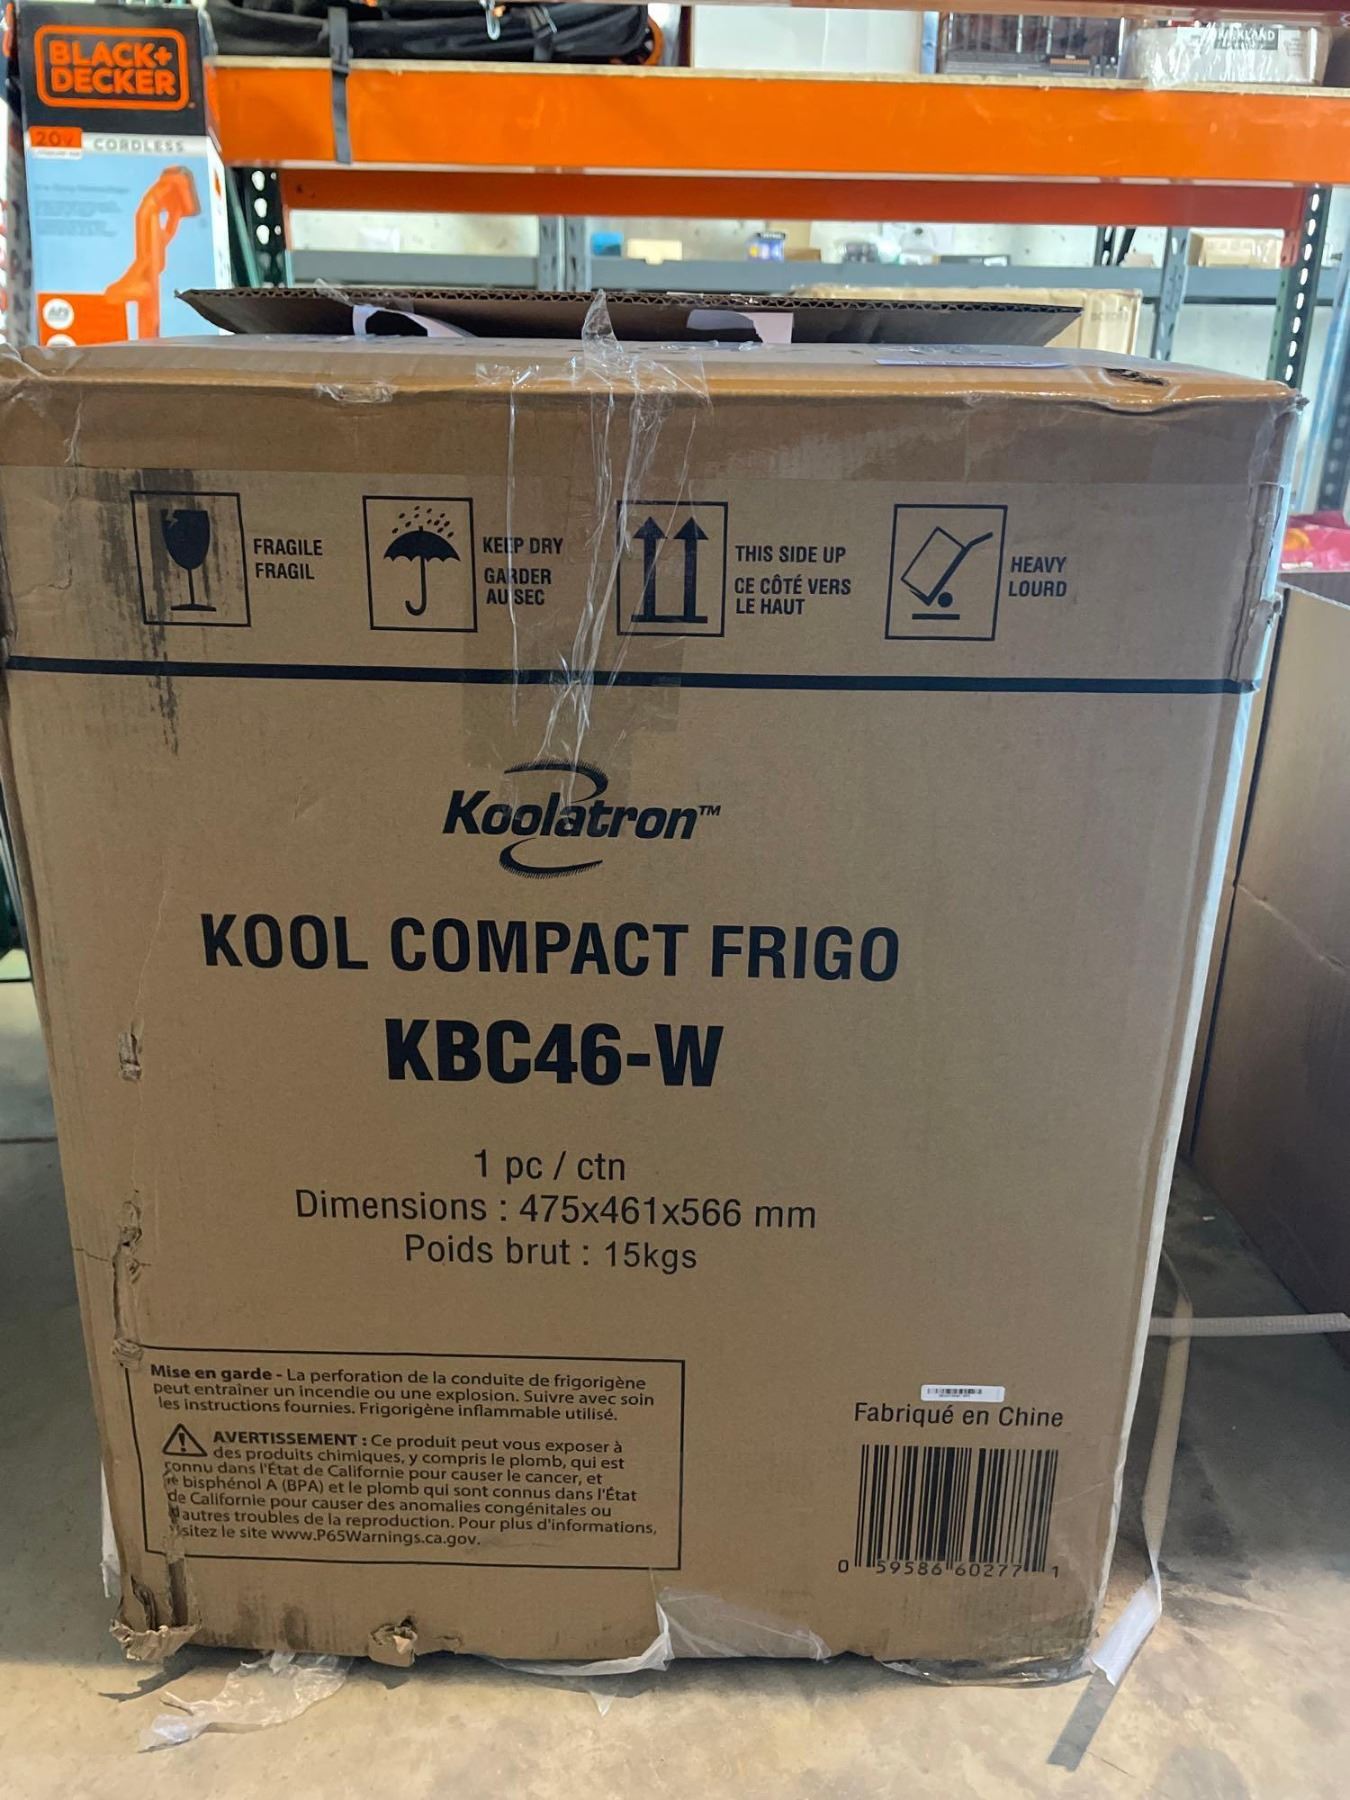 BLACK+
DECKER
20V
CORDLESS
KIRKLAND
FRAGILE
FRAGIL
KEEP DRY
GARDER
AU SEC
THIS SIDE UP
CE CÔTÉ VERS
LE HAUT
HEAVY
LOURD
Koolatron™
KOOL COMPACT FRIGO
KBC46-W
1 pc / ctn
Dimensions : 475x461x566 mm
Poids brut : 15kgs
Mise en garde - La perforation de la conduite de frigorigène
peut entraîner un incendie ou une explosion. Suivre avec soin
les instructions fournies. Frigorigène inflammable utilisé.
AVERTISSEMENT : Ce produit peut vous exposer à
des produits chimiques, y compris le plomb, qui est
connu dans l'État de Californie pour causer le cancer, et
le bisphénol A (BPA) et le plomb qui sont connus dans l'État
de Californie pour causer des anomalies congénitales ou
d'autres troubles de la reproduction. Pour plus d'informations,
visitez le site www.P65Warnings.ca.gov.
Fabriqué en Chine
0 59586 60277 1